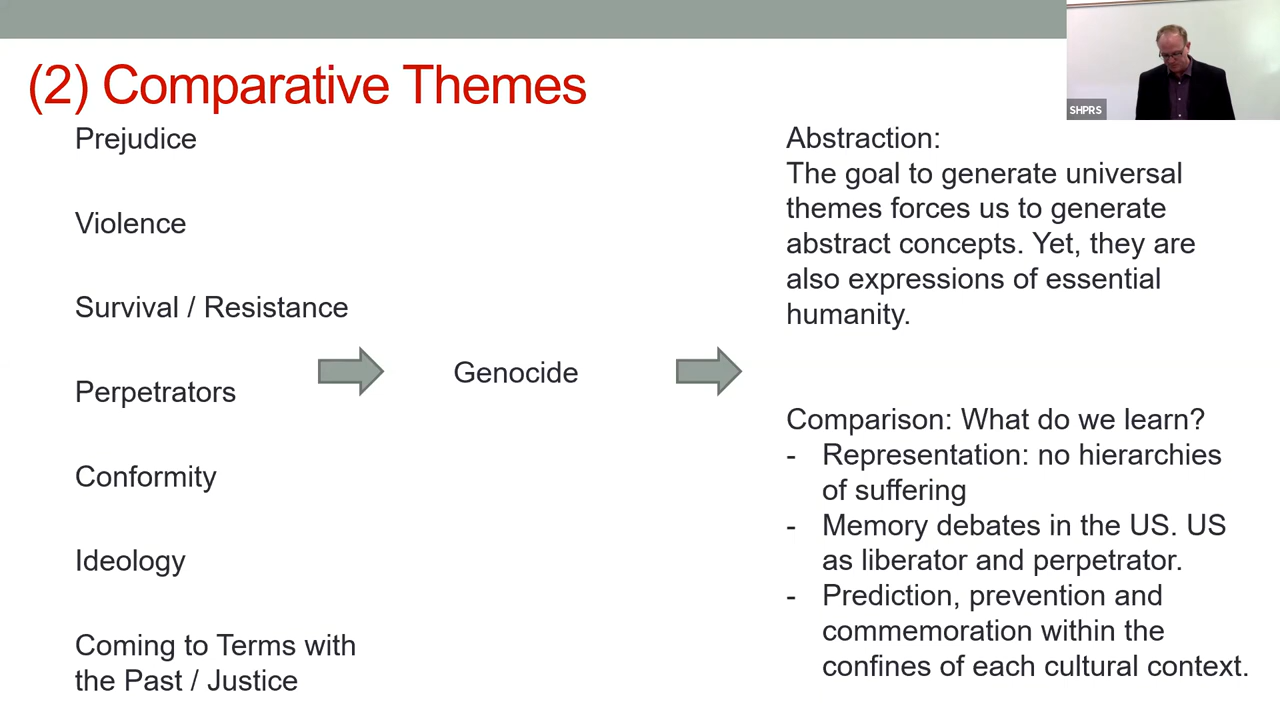 (2) Comparative Themes
SHPRS
Prejudice
Violence
Survival / Resistance
Perpetrators
Conformity
Ideology
Coming to Terms with
the Past / Justice
Genocide
Abstraction:
The goal to generate universal
themes forces us to generate
abstract concepts. Yet, they are
also expressions of essential
humanity.
Comparison: What do we learn?
- Representation: no hierarchies
of suffering
- Memory debates in the US. US
as liberator and perpetrator.
- Prediction, prevention and
commemoration within the
confines of each cultural context.